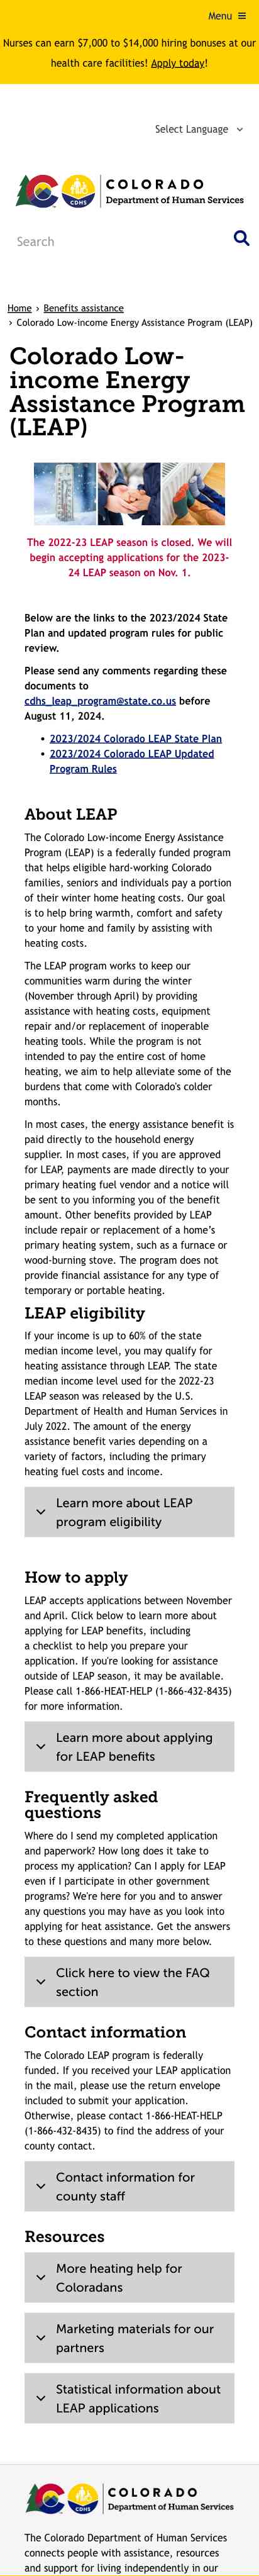 Menu
Nurses can earn $7,000 to $14,000 hiring bonuses at our
health care facilities! Apply today!
Select Language
CDHS
COLORADO
Department of Human Services
Search
Home › Benefits assistance
› Colorado Low-income Energy Assistance Program (LEAP)
Colorado Low-
income Energy
Assistance Program
(LEAP)
The 2022-23 LEAP season is closed. We will
begin accepting applications for the 2023-
24 LEAP season on Nov. 1.
Below are the links to the 2023/2024 State
Plan and updated program rules for public
review.
Please send any comments regarding these
documents to
cdhs_leap_program@state.co.us before
August 11, 2024.
• 2023/2024 Colorado LEAP State Plan
• 2023/2024 Colorado LEAP Updated
Program Rules
About LEAP
The Colorado Low-income Energy Assistance
Program (LEAP) is a federally funded program
that helps eligible hard-working Colorado
families, seniors and individuals pay a portion
of their winter home heating costs. Our goal
is to help bring warmth, comfort and safety
to your home and family by assisting with
heating costs.
The LEAP program works to keep our
communities warm during the winter
(November through April) by providing
assistance with heating costs, equipment
repair and/or replacement of inoperable
heating tools. While the program is not
intended to pay the entire cost of home
heating, we aim to help alleviate some of the
burdens that come with Colorado's colder
months.
In most cases, the energy assistance benefit is
paid directly to the household energy
supplier. In most cases, if you are approved
for LEAP, payments are made directly to your
primary heating fuel vendor and a notice will
be sent to you informing you of the benefit
amount. Other benefits provided by LEAP
include repair or replacement of a home’s
primary heating system, such as a furnace or
wood-burning stove. The program does not
provide financial assistance for any type of
temporary or portable heating.
LEAP eligibility
If your income is up to 60% of the state
median income level, you may qualify for
heating assistance through LEAP. The state
median income level used for the 2022-23
LEAP season was released by the U.S.
Department of Health and Human Services in
July 2022. The amount of the energy
assistance benefit varies depending on a
variety of factors, including the primary
heating fuel costs and income.
Learn more about LEAP
program eligibility
How to apply
LEAP accepts applications between November
and April. Click below to learn more about
applying for LEAP benefits, including
a checklist to help you prepare your
application. If you're looking for assistance
outside of LEAP season, it may be available.
Please call 1-866-HEAT-HELP (1-866-432-8435)
for more information.
Learn more about applying
for LEAP benefits
Frequently asked
questions
Where do I send my completed application
and paperwork? How long does it take to
process my application? Can I apply for LEAP
even if I participate in other government
programs? We're here for you and to answer
any questions you may have as you look into
applying for heat assistance. Get the answers
to these questions and many more below.
Click here to view the FAQ
section
Contact information
The Colorado LEAP program is federally
funded. If you received your LEAP application
in the mail, please use the return envelope
included to submit your application.
Otherwise, please contact 1-866-HEAT-HELP
(1-866-432-8435) to find the address of your
county contact.
Contact information for
county staff
Resources
More heating help for
Coloradans
Marketing materials for our
partners
Statistical information about
LEAP applications
CDHS
COLORADO
Department of Human Services
The Colorado Department of Human Services
connects people with assistance, resources
and support for living independently in our